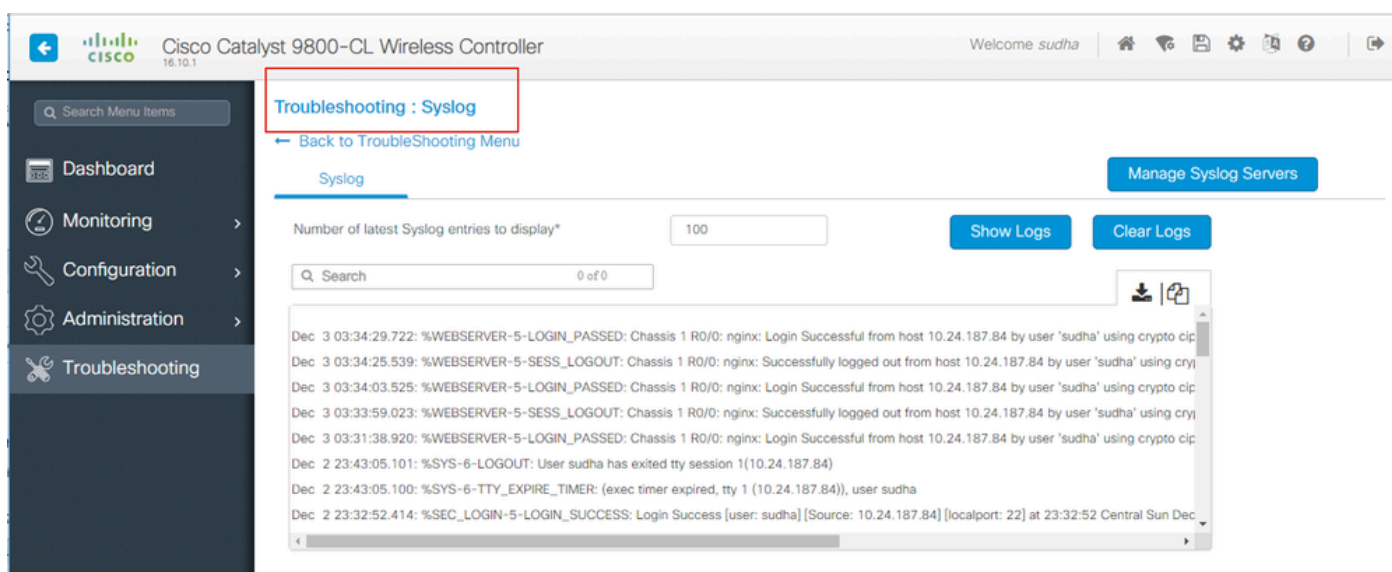 CISCO
Cisco Catalyst 9800-CL Wireless Controller
16.10.1
Welcome sudha
Search Menu Items
Dashboard
Monitoring
Configuration
Administration
Troubleshooting
Troubleshooting : Syslog
← Back to TroubleShooting Menu
Syslog
Manage Syslog Servers
Number of latest Syslog entries to display*
100
Show Logs
Clear Logs
Search
0 of 0
Dec 3 03:34:29.722: %WEBSERVER-5-LOGIN_PASSED: Chassis 1 R0/0: nginx: Login Successful from host 10.24.187.84 by user 'sudha' using crypto cip
Dec 3 03:34:25.539: %WEBSERVER-5-SESS_LOGOUT: Chassis 1 R0/0: nginx: Successfully logged out from host 10.24.187.84 by user 'sudha' using cry
Dec 3 03:34:03.525: %WEBSERVER-5-LOGIN_PASSED: Chassis 1 R0/0: nginx: Login Successful from host 10.24.187.84 by user 'sudha' using crypto cip
Dec 3 03:33:59.023: %WEBSERVER-5-SESS_LOGOUT: Chassis 1 R0/0: nginx: Successfully logged out from host 10.24.187.84 by user 'sudha' using cry
Dec 3 03:31:38.920: %WEBSERVER-5-LOGIN_PASSED: Chassis 1 R0/0: nginx: Login Successful from host 10.24.187.84 by user 'sudha' using crypto cip
Dec 2 23:43:05.101: %SYS-6-LOGOUT: User sudha has exited tty session 1(10.24.187.84)
Dec 2 23:43:05.100: %SYS-6-TTY_EXPIRE_TIMER: (exec timer expired, tty 1 (10.24.187.84)), user sudha
Dec 2 23:32:52.414: %SEC_LOGIN-5-LOGIN_SUCCESS: Login Success [user: sudha] [Source: 10.24.187.84] [localport: 22] at 23:32:52 Central Sun Dec